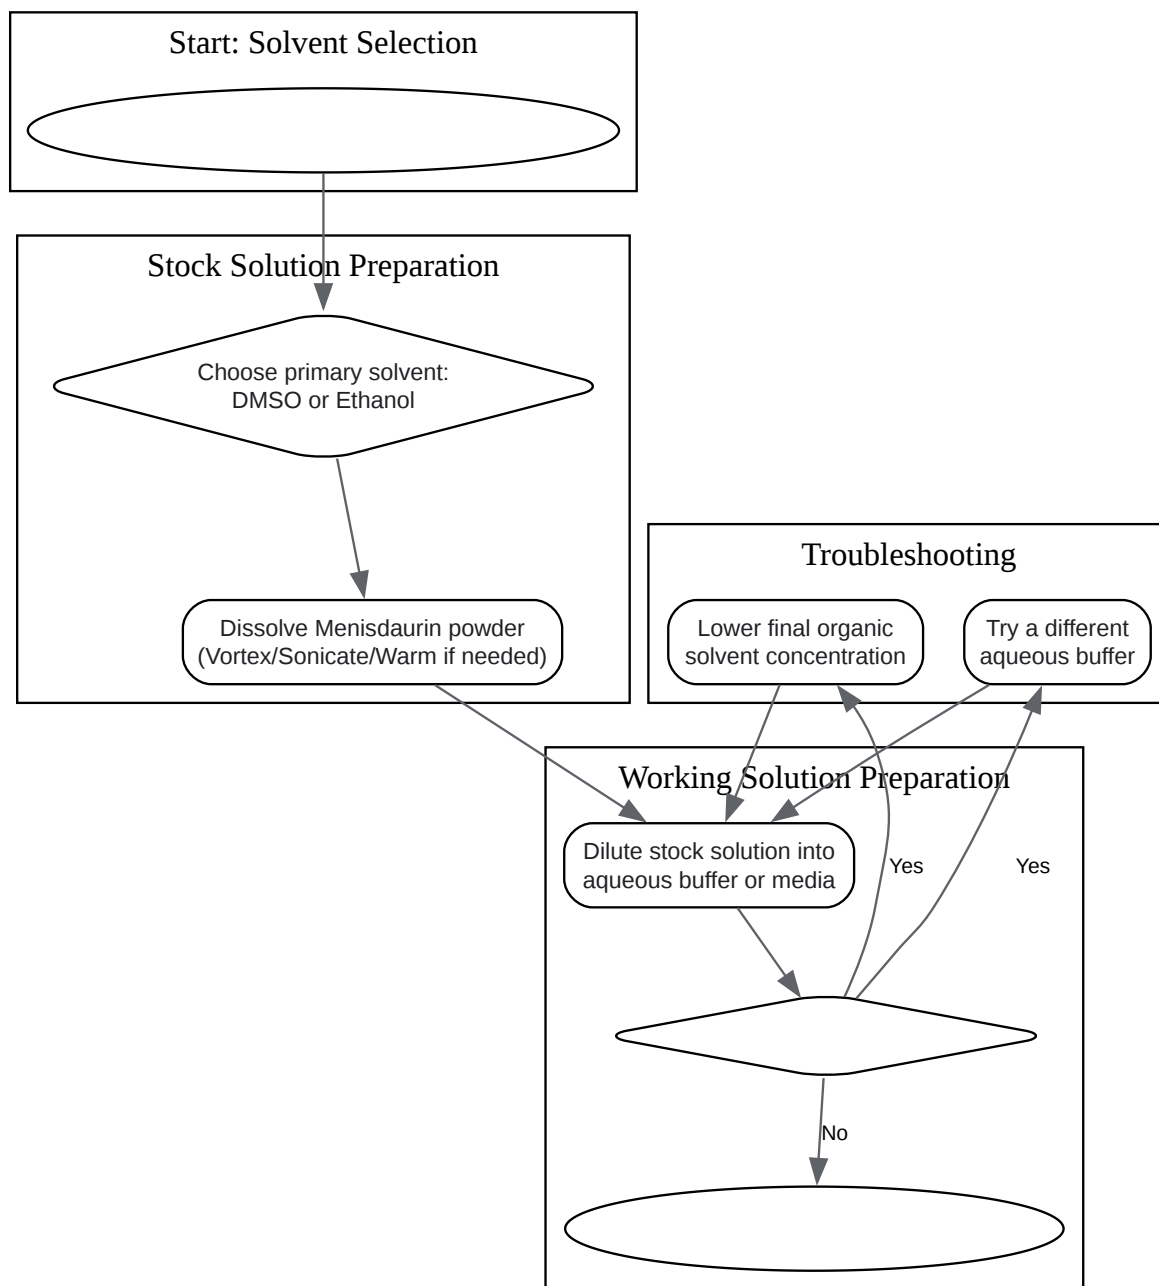 Start: Solvent Selection
Stock Solution Preparation
Choose primary solvent:
DMSO or Ethanol
Dissolve Menisdaurin powder
(Vortex/Sonicate/Warm if needed)
Troubleshooting
Lower final organic
solvent concentration
Try a different
aqueous buffer
Working Solution Preparation
Dilute stock solution into
aqueous buffer or media
Yes
Yes
No